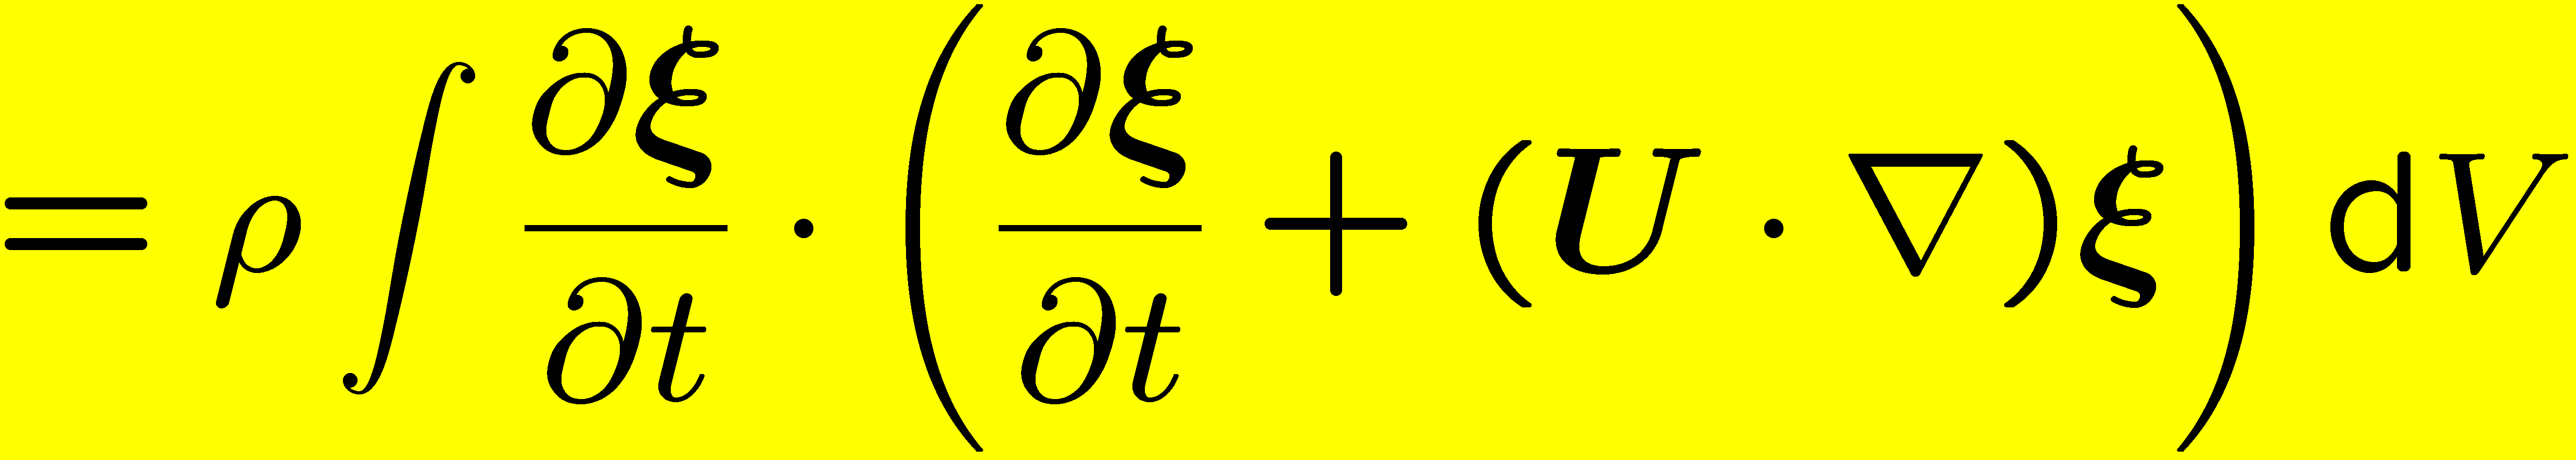 = ρ ∫ ∂𝝃/∂t · (∂𝝃/∂t + (𝑼 · ∇)𝝃) dV